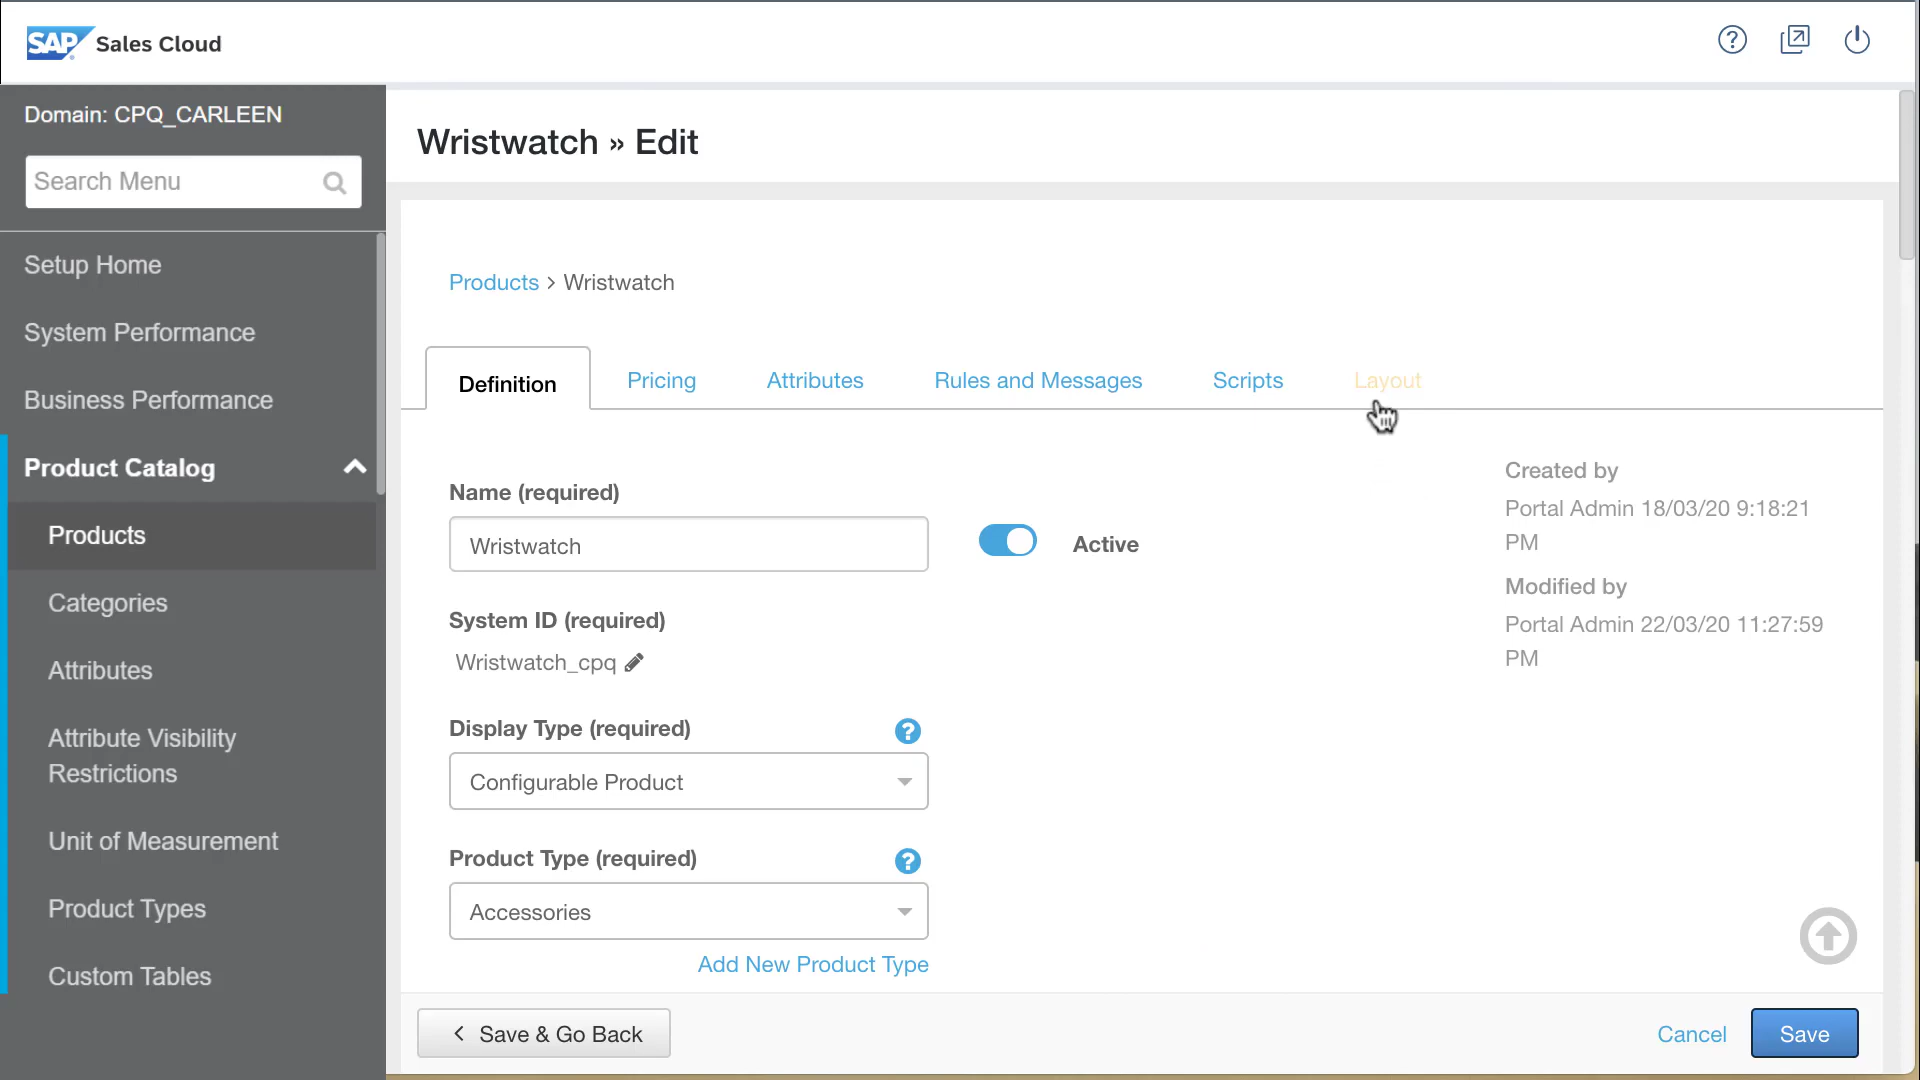 SAP Sales Cloud
Domain: CPQ_CARLEEN
Search Menu
Setup Home
System Performance
Business Performance
Product Catalog
Products
Categories
Attributes
Attribute Visibility
Restrictions
Unit of Measurement
Product Types
Custom Tables
Wristwatch » Edit
Products > Wristwatch
Definition
Pricing
Attributes
Rules and Messages
Scripts
Layout
Name (required)
Wristwatch
Active
System ID (required)
Wristwatch_cpq
Display Type (required)
Configurable Product
Product Type (required)
Accessories
Add New Product Type
Created by
Portal Admin 18/03/20 9:18:21
PM
Modified by
Portal Admin 22/03/20 11:27:59
PM
Save & Go Back
Cancel
Save